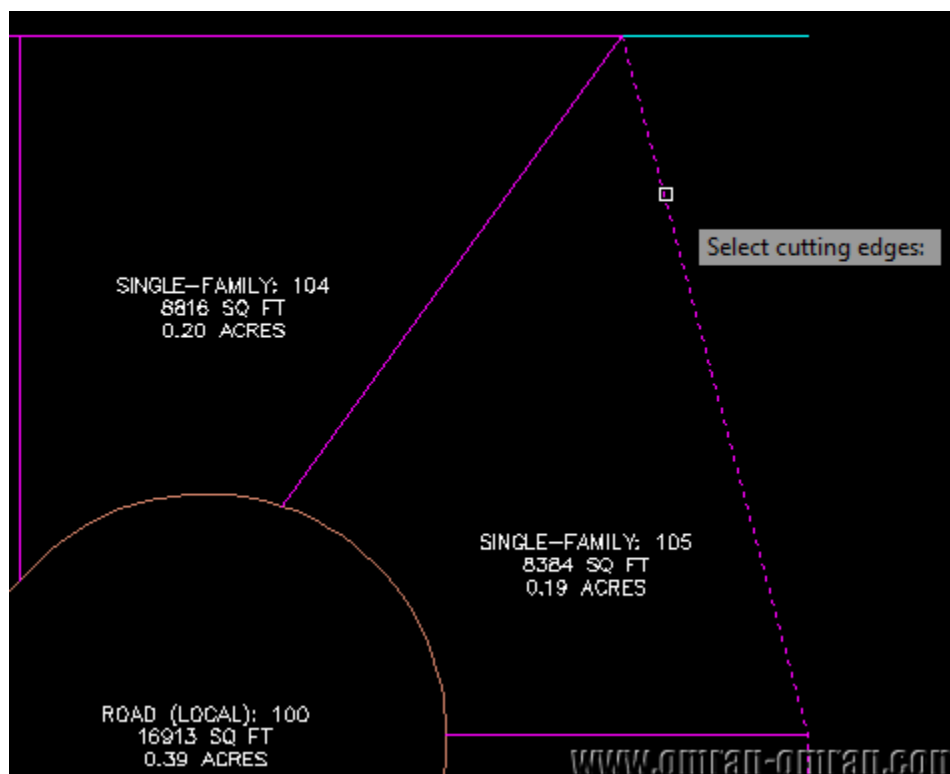 Select cutting edges:
SINGLE-FAMILY: 104
8816 SQ FT
0.20 ACRES
SINGLE-FAMILY: 105
8384 SQ FT
0.19 ACRES
ROAD (LOCAL): 100
16913 SQ FT
0.39 ACRES
www.omran-omran.com